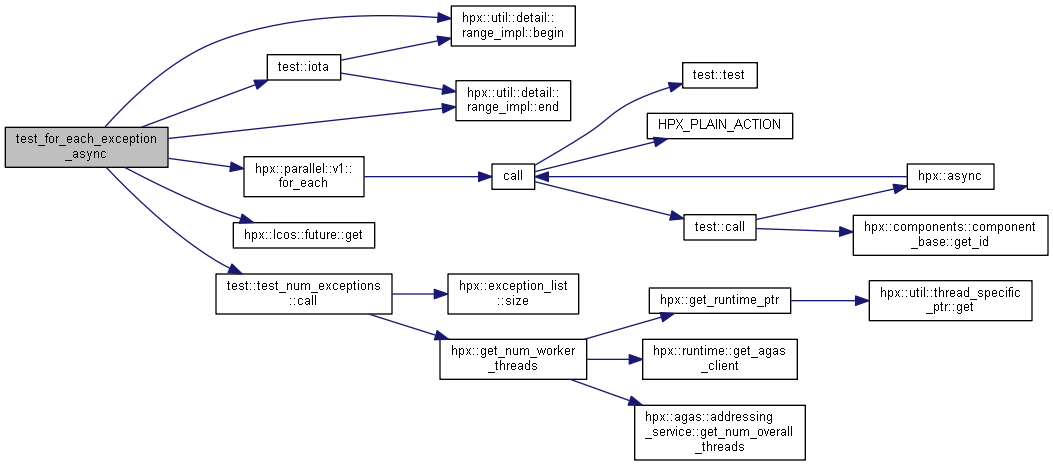 test_for_each_exception
_async
hpx::util::detail::
range_impl::begin
test::iota
hpx::util::detail::
range_impl::end
hpx::parallel::v1::
for_each
hpx::lcos::future::get
test::test_num_exceptions
::call
call
hpx::exception_list
::size
hpx::get_num_worker
_threads
test::test
HPX_PLAIN_ACTION
test::call
hpx::async
hpx::components::component
_base::get_id
hpx::get_runtime_ptr
hpx::util::thread_specific
_ptr::get
hpx::runtime::get_agas
_client
hpx::agas::addressing
_service::get_num_overall
_threads